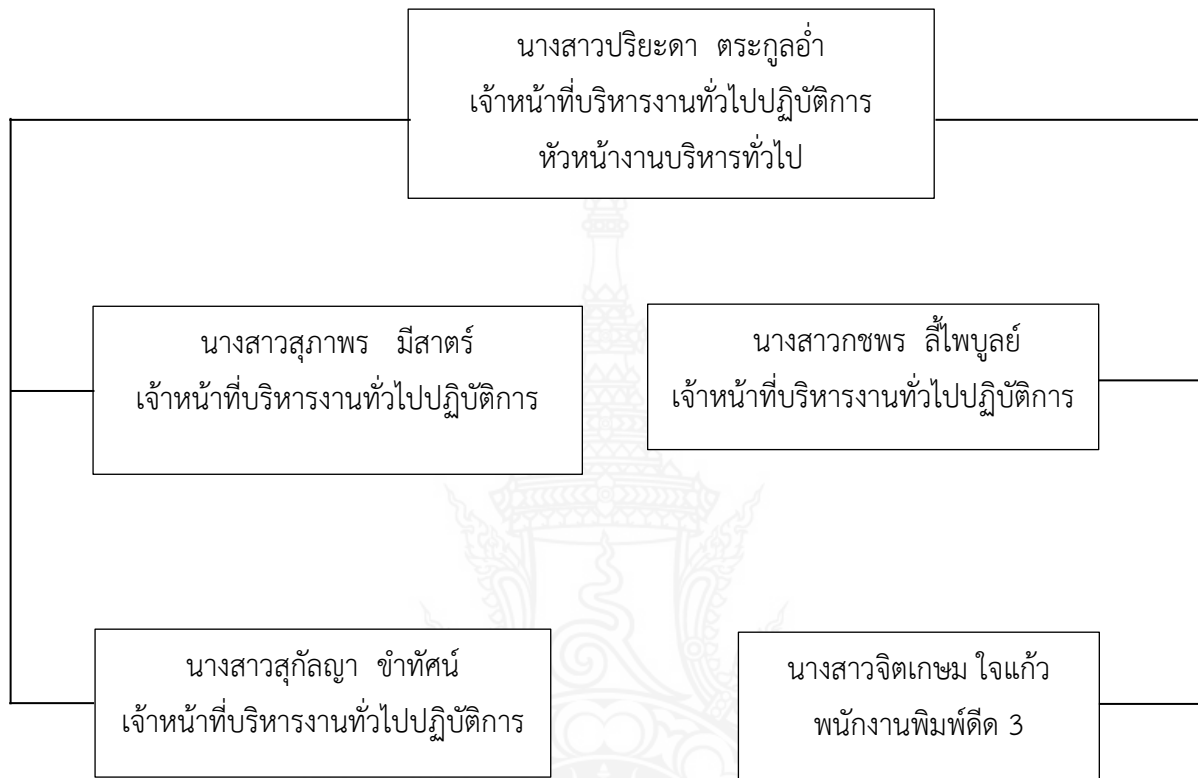 นางสาวปริยะดา ตระกูลอ่ำ
เจ้าหน้าที่บริหารงานทั่วไปปฏิบัติการ
หัวหน้างานบริหารทั่วไป
นางสาวสุภาพร มีสาตร์
เจ้าหน้าที่บริหารงานทั่วไปปฏิบัติการ
นางสาวกชพร ลี้ไพบูลย์
เจ้าหน้าที่บริหารงานทั่วไปปฏิบัติการ
นางสาวสุกัลญา ขำทัศน์
เจ้าหน้าที่บริหารงานทั่วไปปฏิบัติการ
นางสาวจิตเกษม ใจแก้ว
พนักงานพิมพ์ดีด 3